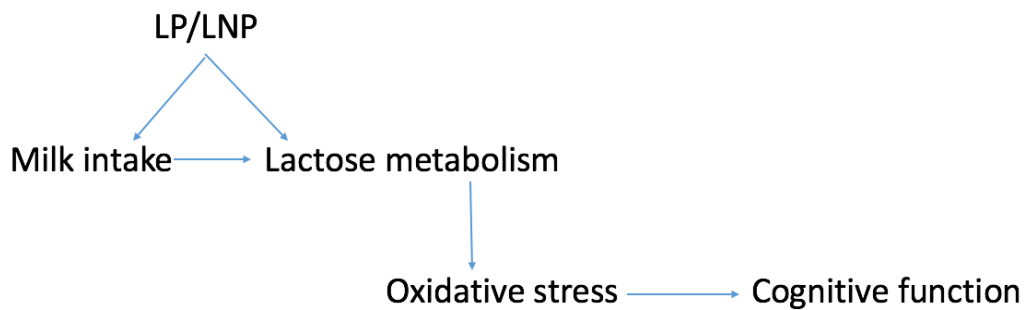 LP/LNP
Milk intake
Lactose metabolism
Oxidative stress
Cognitive function